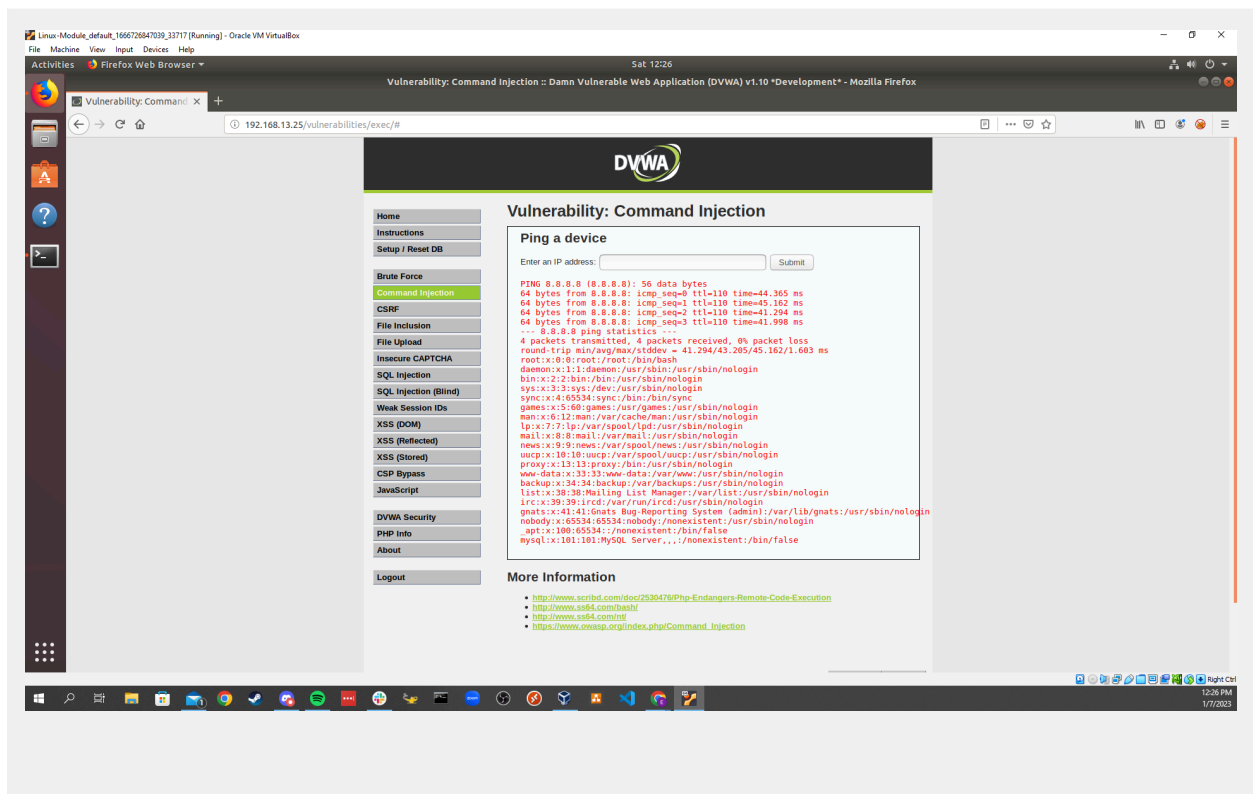 Linux-Module_default_1666726847039_33717 [Running] - Oracle VM VirtualBox
File Machine View Input Devices Help
Activities Firefox Web Browser Sat 12:26
Vulnerability: Command Injection :: Damn Vulnerable Web Application (DVWA) v1.10 *Development* - Mozilla Firefox
Vulnerability: Command
192.168.13.25/vulnerabilities/exec/#
DVWA
Home
Instructions
Setup / Reset DB
Brute Force
Command Injection
CSRF
File Inclusion
File Upload
Insecure CAPTCHA
SQL Injection
SQL Injection (Blind)
Weak Session IDs
XSS (DOM)
XSS (Reflected)
XSS (Stored)
CSP Bypass
JavaScript
DVWA Security
PHP Info
About
Logout
Vulnerability: Command Injection
Ping a device
Enter an IP address: Submit
PING 8.8.8.8 (8.8.8.8): 56 data bytes
64 bytes from 8.8.8.8: icmp_seq=0 ttl=110 time=44.365 ms
64 bytes from 8.8.8.8: icmp_seq=1 ttl=110 time=45.162 ms
64 bytes from 8.8.8.8: icmp_seq=2 ttl=110 time=41.294 ms
64 bytes from 8.8.8.8: icmp_seq=3 ttl=110 time=41.998 ms
--- 8.8.8.8 ping statistics ---
4 packets transmitted, 4 packets received, 0% packet loss
round-trip min/avg/max/stddev = 41.294/43.205/45.162/1.603 ms
root:x:0:0:root:/root:/bin/bash
daemon:x:1:1:daemon:/usr/sbin:/usr/sbin/nologin
bin:x:2:2:bin:/bin:/usr/sbin/nologin
sys:x:3:3:sys:/dev:/usr/sbin/nologin
sync:x:4:65534:sync:/bin:/bin/sync
games:x:5:60:games:/usr/games:/usr/sbin/nologin
man:x:6:12:man:/var/cache/man:/usr/sbin/nologin
lp:x:7:7:lp:/var/spool/lpd:/usr/sbin/nologin
mail:x:8:8:mail:/var/mail:/usr/sbin/nologin
news:x:9:9:news:/var/spool/news:/usr/sbin/nologin
uucp:x:10:10:uucp:/var/spool/uucp:/usr/sbin/nologin
proxy:x:13:13:proxy:/bin:/usr/sbin/nologin
www-data:x:33:33:www-data:/var/www:/usr/sbin/nologin
backup:x:34:34:backup:/var/backups:/usr/sbin/nologin
list:x:38:38:Mailing List Manager:/var/list:/usr/sbin/nologin
irc:x:39:39:ircd:/var/run/ircd:/usr/sbin/nologin
gnats:x:41:41:Gnats Bug-Reporting System (admin):/var/lib/gnats:/usr/sbin/nologin
nobody:x:65534:65534:nobody:/nonexistent:/usr/sbin/nologin
_apt:x:100:65534::/nonexistent:/bin/false
mysql:x:101:101:MySQL Server,,,:/nonexistent:/bin/false
More Information
http://www.scribd.com/doc/2530476/Php-Endangers-Remote-Code-Execution
http://www.ss64.com/bash/
http://www.ss64.com/nt/
https://www.owasp.org/index.php/Command_Injection
Right Ctrl
12:26 PM
1/7/2023